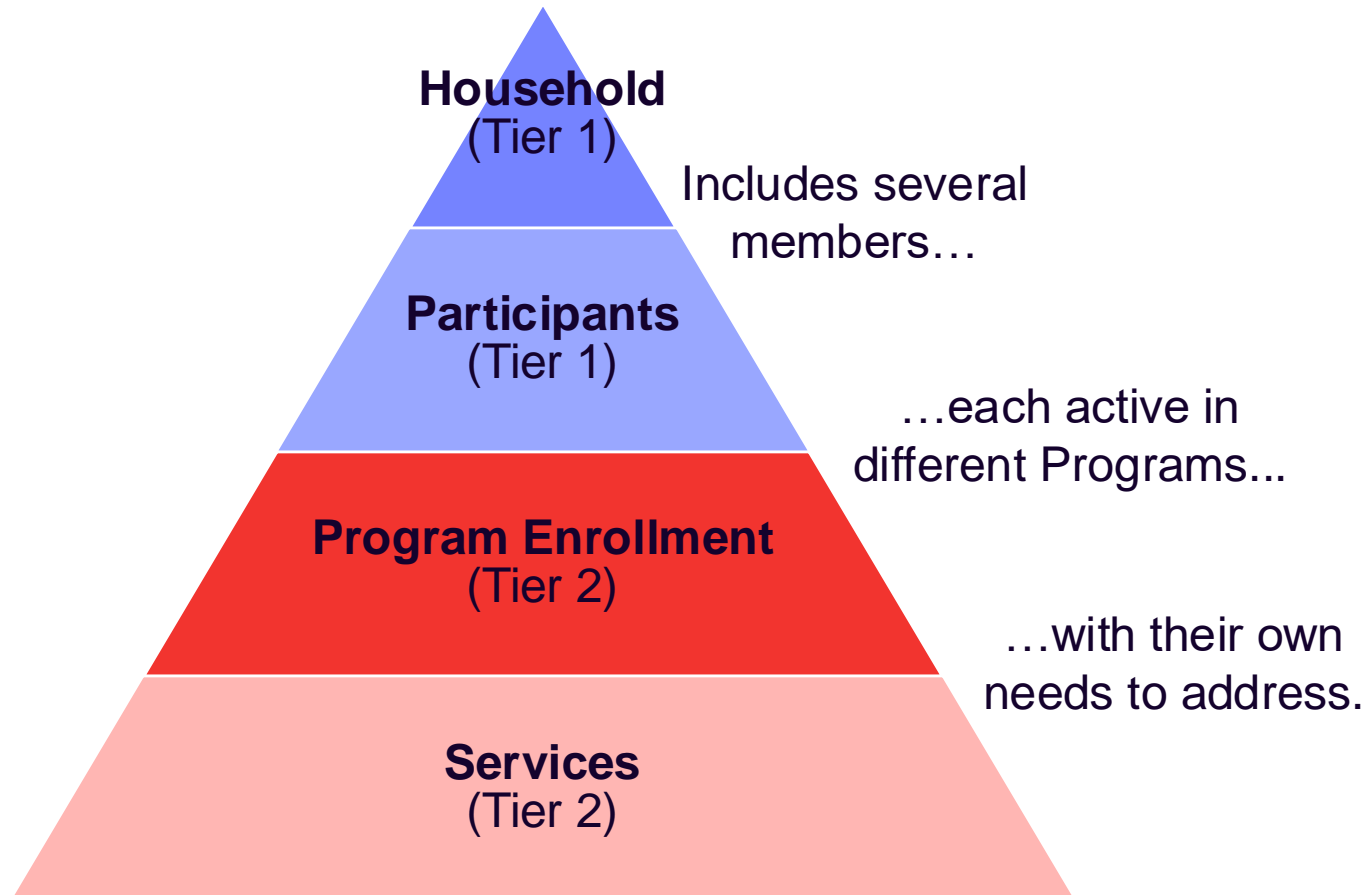 Household
(Tier 1)
Includes several
members…
Participants
(Tier 1)
…each active in
different Programs...
Program Enrollment
(Tier 2)
…with their own
needs to address.
Services
(Tier 2)